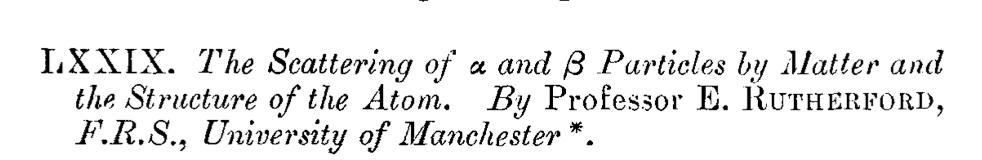 LXXIX. The Scattering of α and β Particles by Matter and
the Structure of the Atom. By Professor E. RUTHERFORD,
F.R.S., University of Manchester *.